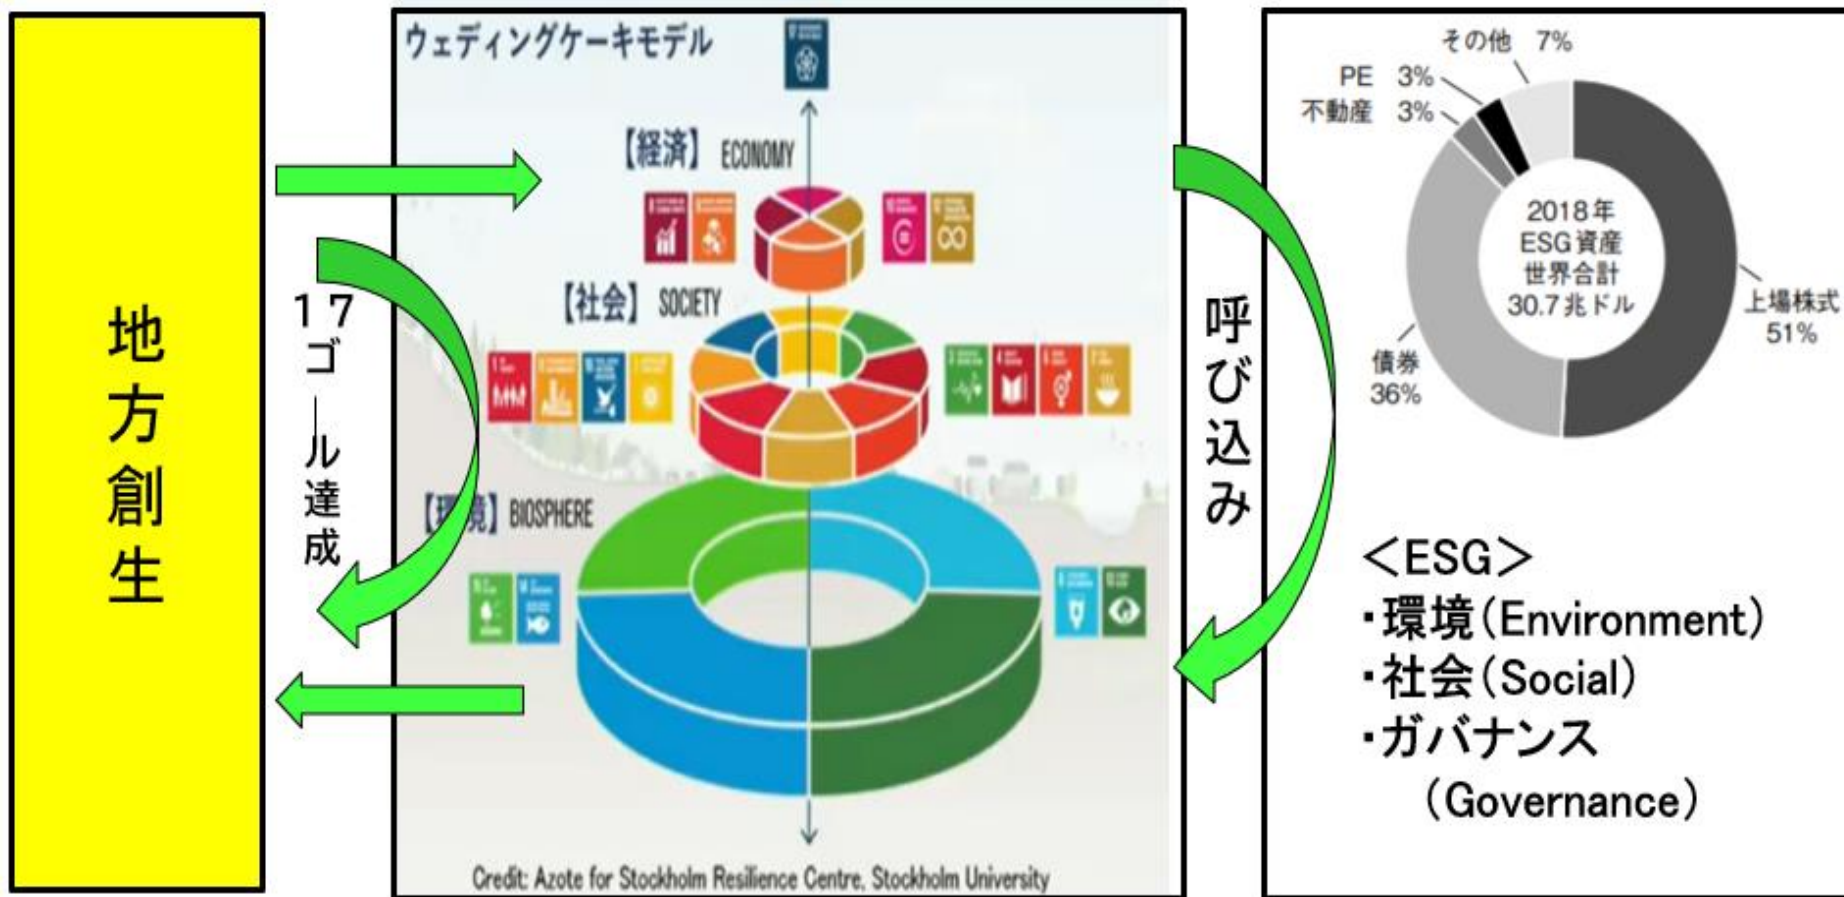 地方創生
17ゴール達成
ウェディングケーキモデル
【経済】 ECONOMY
【社会】 SOCIETY
【環境】 BIOSPHERE
Credit: Azote for Stockholm Resilience Centre, Stockholm University
呼び込み
その他 7%
PE 3%
不動産 3%
2018年
ESG資産
世界合計
30.7兆ドル
上場株式
51%
債券
36%
<ESG>
・環境(Environment)
・社会(Social)
・ガバナンス
(Governance)